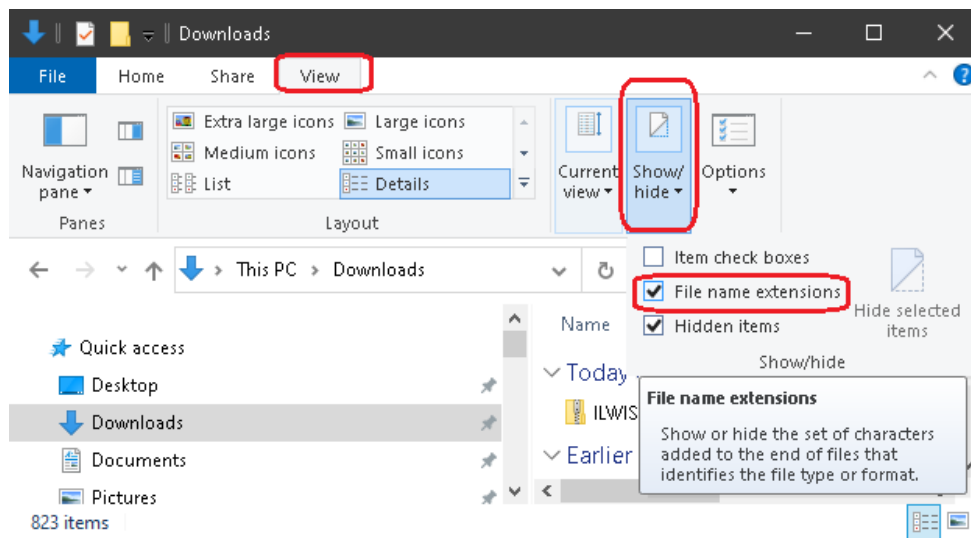 Downloads
File Home Share View
Extra large icons Large icons
Medium icons Small icons
List Details
Navigation
pane
Current
view
Show/
hide
Options
Panes
Layout
This PC > Downloads
Item check boxes
File name extensions
Hidden items
Hide selected
items
Show/hide
Name
Quick access
Desktop
Downloads
Documents
Pictures
Today
ILWIS
Earlier
File name extensions
Show or hide the set of characters
added to the end of files that
identifies the file type or format.
823 items